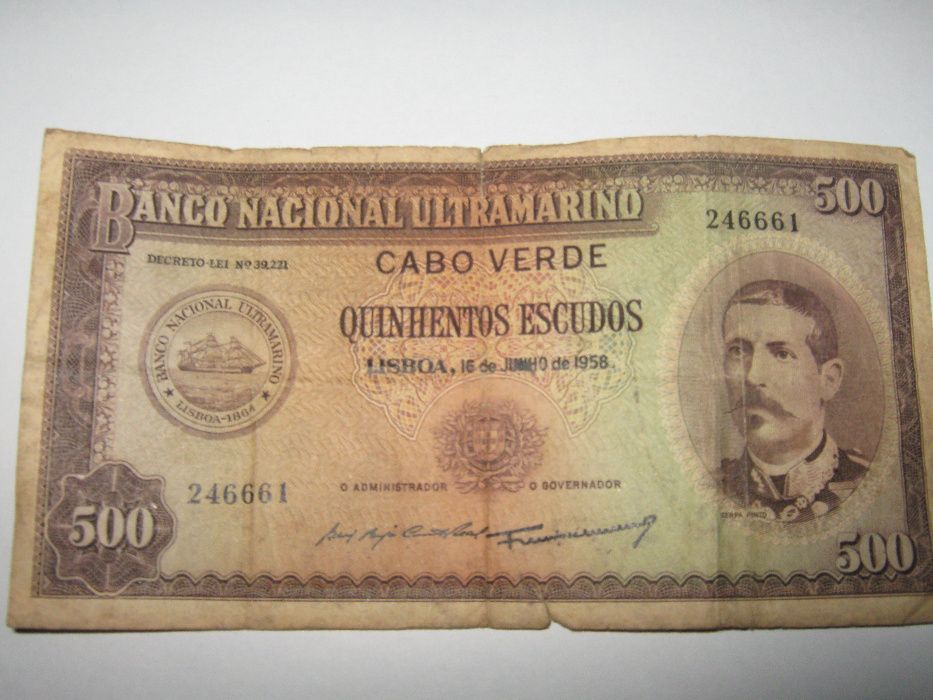 BANCO NACIONAL ULTRAMARINO
500
246661
DECRETO-LEI Nº 39,221
CABO VERDE
QUINHENTOS ESCUDOS
LISBOA, 16 de JUNHO de 1958.
BANCO NACIONAL ULTRAMARINO
LISBOA-1864
246661
O ADMINISTRADOR
O GOVERNADOR
SERPA PINTO
500
500